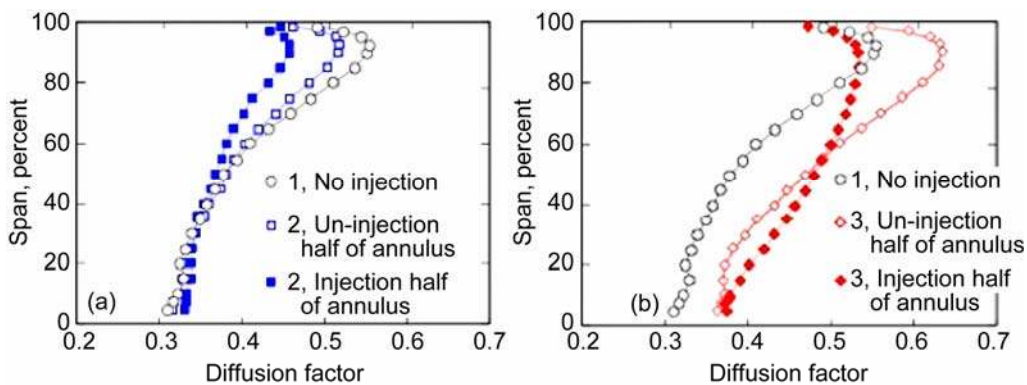 100
80
60
40
20
0
Span, percent
1, No injection
2, Un-injection
half of annulus
2, Injection half
of annulus
(a)
0.2 0.3 0.4 0.5 0.6 0.7
Diffusion factor
100
80
60
40
20
0
Span, percent
1, No injection
3, Un-injection
half of annulus
3, Injection half
of annulus
(b)
0.2 0.3 0.4 0.5 0.6 0.7
Diffusion factor